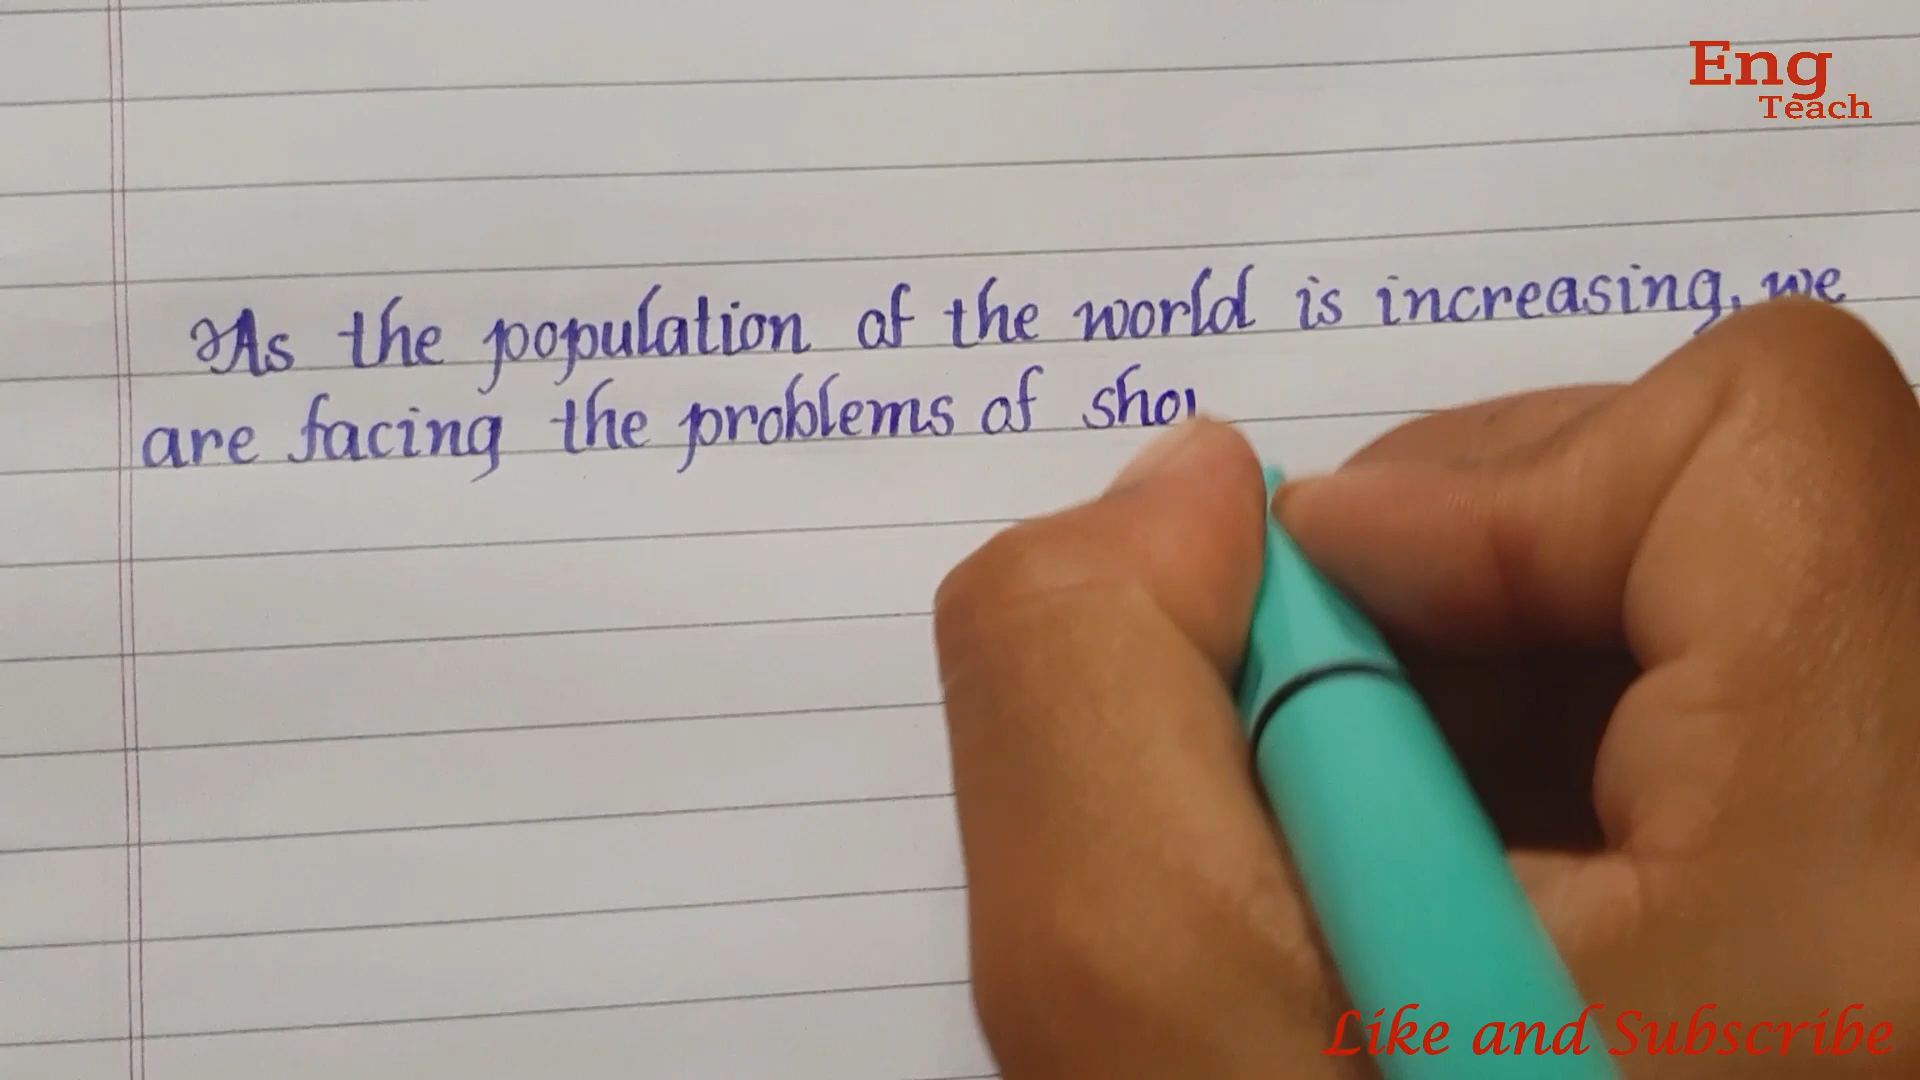 Eng
Teach
As the population of the world is increasing, we
are facing the problems of
Like and Subscribe